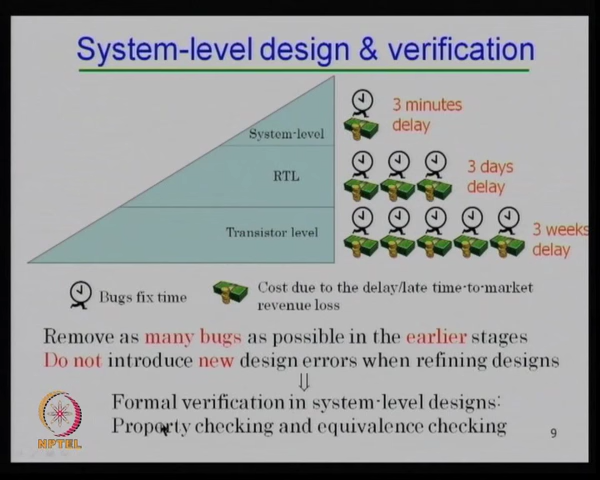 System-level design & verification
System-level
3 minutes
delay
RTL
3 days
delay
Transistor level
3 weeks
delay
Bugs fix time
Cost due to the delay/late time-to-market
revenue loss
Remove as many bugs as possible in the earlier stages
Do not introduce new design errors when refining designs
⇓
Formal verification in system-level designs:
Property checking and equivalence checking
NPTEL
9